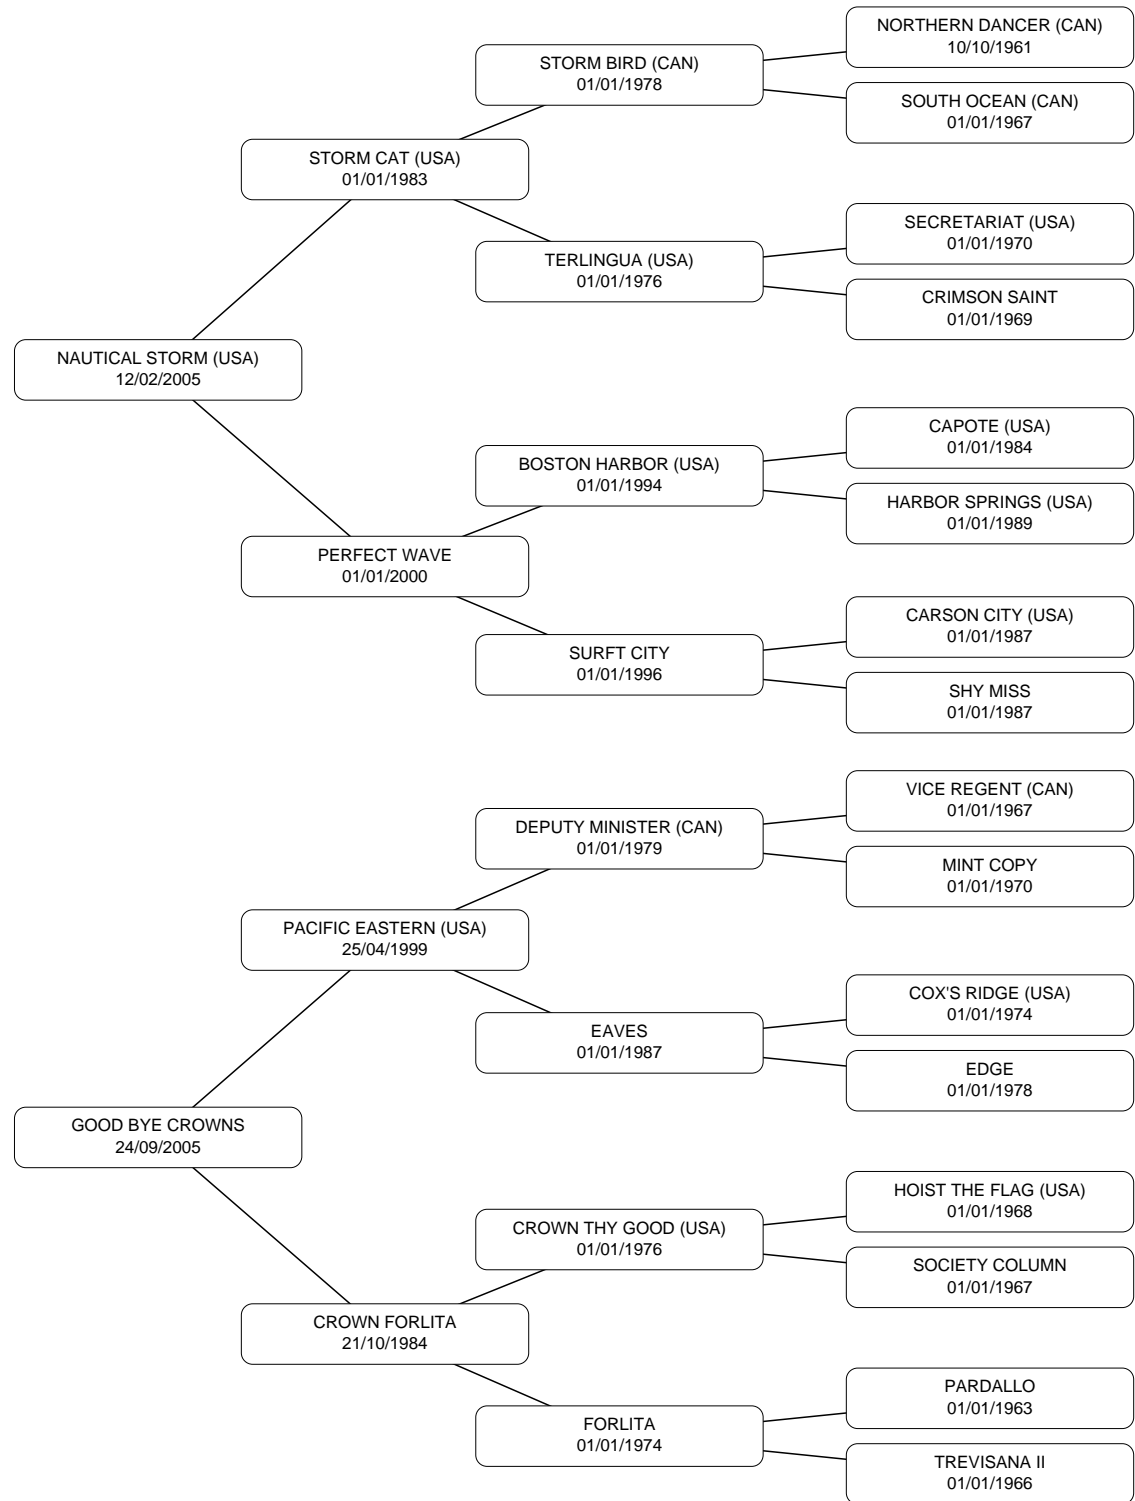 NORTHERN DANCER (CAN)
10/10/1961
STORM BIRD (CAN)
01/01/1978
SOUTH OCEAN (CAN)
01/01/1967
STORM CAT (USA)
01/01/1983
SECRETARIAT (USA)
01/01/1970
TERLINGUA (USA)
01/01/1976
CRIMSON SAINT
01/01/1969
NAUTICAL STORM (USA)
12/02/2005
CAPOTE (USA)
01/01/1984
BOSTON HARBOR (USA)
01/01/1994
HARBOR SPRINGS (USA)
01/01/1989
PERFECT WAVE
01/01/2000
CARSON CITY (USA)
01/01/1987
SURFT CITY
01/01/1996
SHY MISS
01/01/1987
VICE REGENT (CAN)
01/01/1967
DEPUTY MINISTER (CAN)
01/01/1979
MINT COPY
01/01/1970
PACIFIC EASTERN (USA)
25/04/1999
COX'S RIDGE (USA)
01/01/1974
EAVES
01/01/1987
EDGE
01/01/1978
GOOD BYE CROWNS
24/09/2005
HOIST THE FLAG (USA)
01/01/1968
CROWN THY GOOD (USA)
01/01/1976
SOCIETY COLUMN
01/01/1967
CROWN FORLITA
21/10/1984
PARDALLO
01/01/1963
FORLITA
01/01/1974
TREVISANA II
01/01/1966